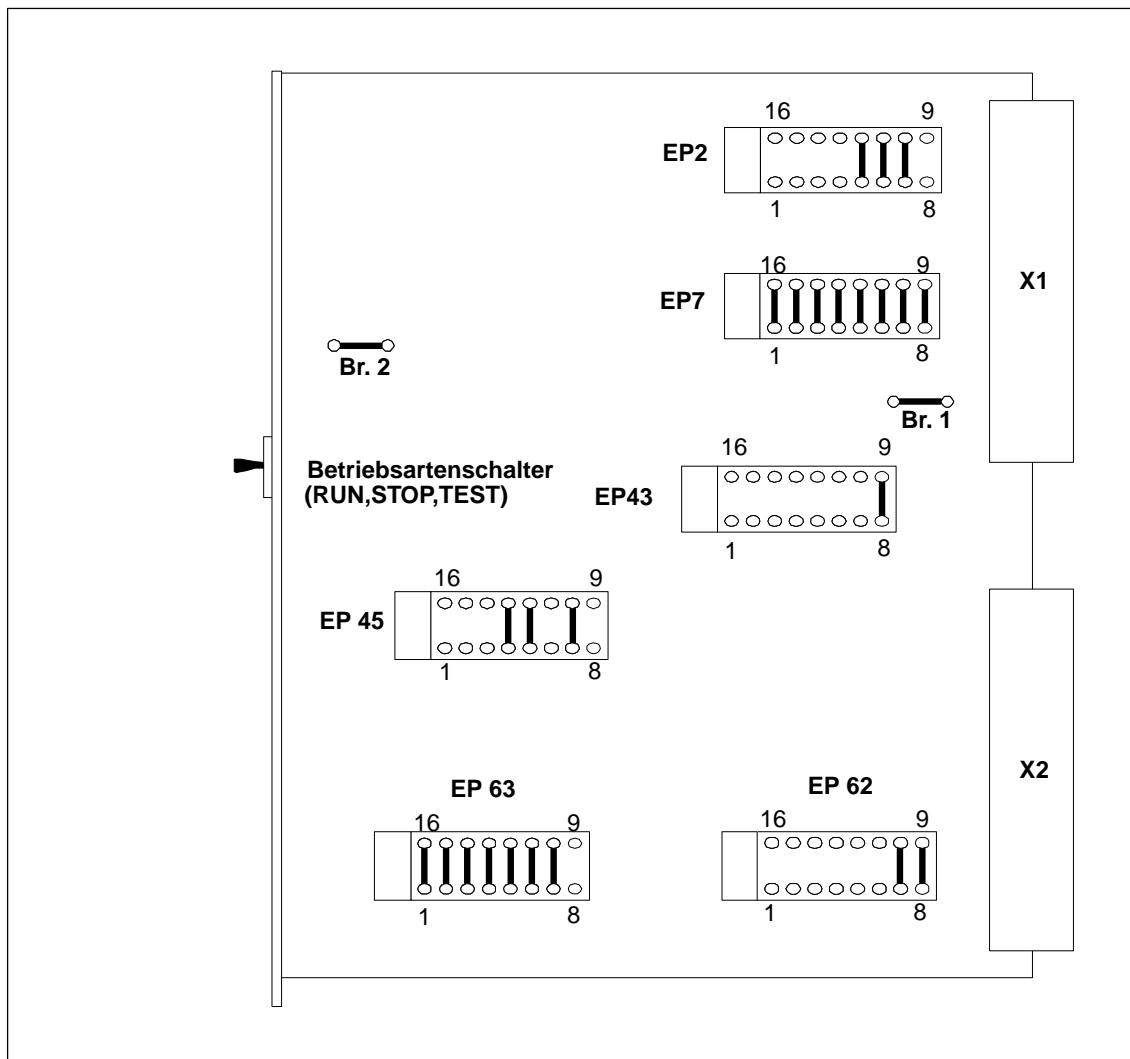 16 9
EP2
1 8
16 9
EP7
1 8
X1
Br. 2
Br. 1
Betriebsartenschalter
(RUN,STOP,TEST)
16 9
EP43
1 8
16 9
EP 45
1 8
X2
EP 63
16 9
1 8
EP 62
16 9
1 8